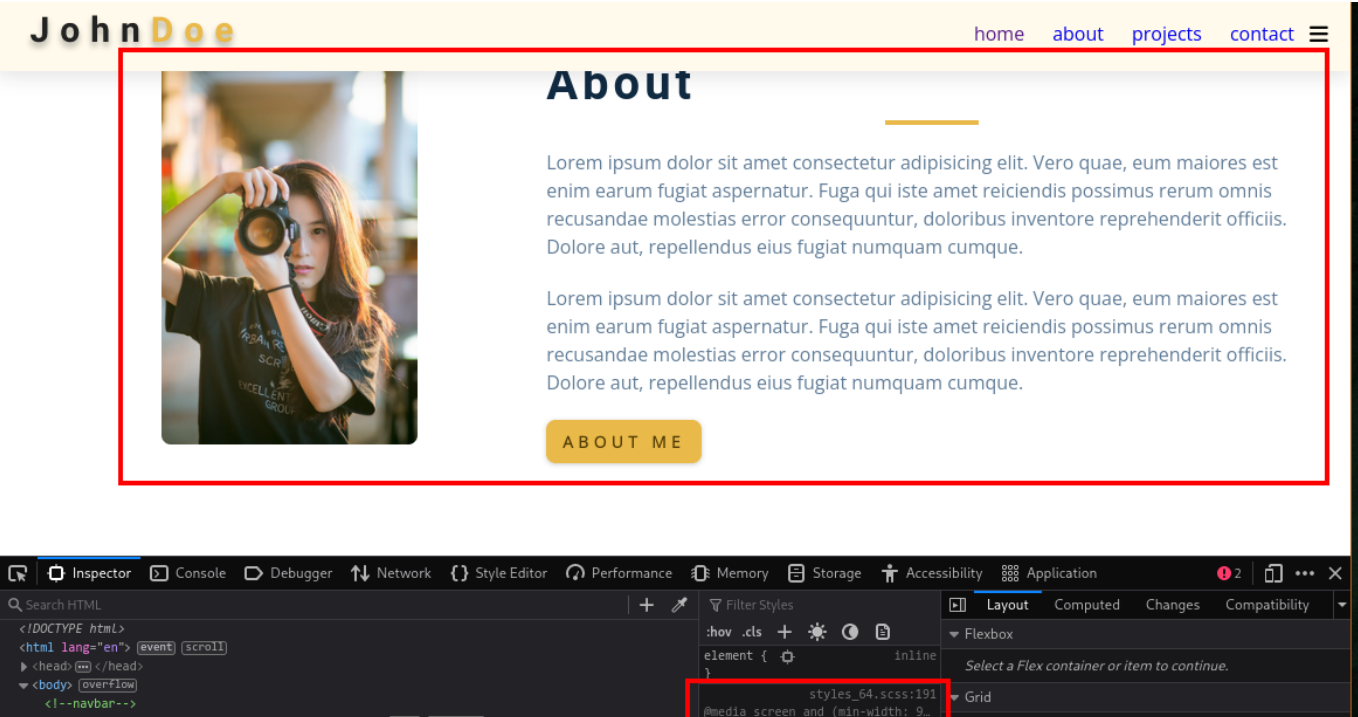 JohnDoe
home about projects contact
About
Lorem ipsum dolor sit amet consectetur adipisicing elit. Vero quae, eum maiores est
enim earum fugiat aspernatur. Fuga qui iste amet reiciendis possimus rerum omnis
recusandae molestias error consequuntur, doloribus inventore reprehenderit officiis.
Dolore aut, repellendus eius fugiat numquam cumque.
Lorem ipsum dolor sit amet consectetur adipisicing elit. Vero quae, eum maiores est
enim earum fugiat aspernatur. Fuga qui iste amet reiciendis possimus rerum omnis
recusandae molestias error consequuntur, doloribus inventore reprehenderit officiis.
Dolore aut, repellendus eius fugiat numquam cumque.
ABOUT ME
Inspector Console Debugger Network {} Style Editor Performance Memory Storage Accessibility Application 2
Search HTML
<!DOCTYPE html>
<html lang="en"> event scroll
<head> </head>
<body> overflow
<!--navbar-->
Filter Styles
:hov .cls +
element { inline
}
styles_64.scss:191
@media screen and (min-width: 9…
Layout Computed Changes Compatibility
Flexbox
Select a Flex container or item to continue.
Grid